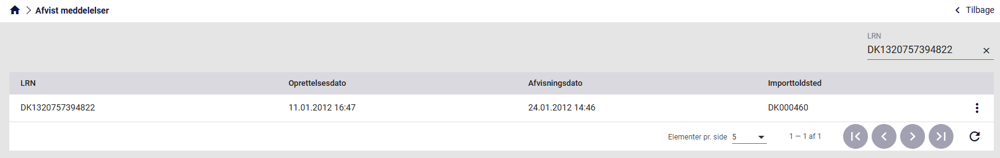 Afvist meddelelser
Tilbage
LRN
DK1320757394822
LRN Oprettelsesdato Afvisningsdato Importtoldsted
DK1320757394822 11.01.2012 16:47 24.01.2012 14:46 DK000460
Elementer pr. side 5 1 – 1 af 1